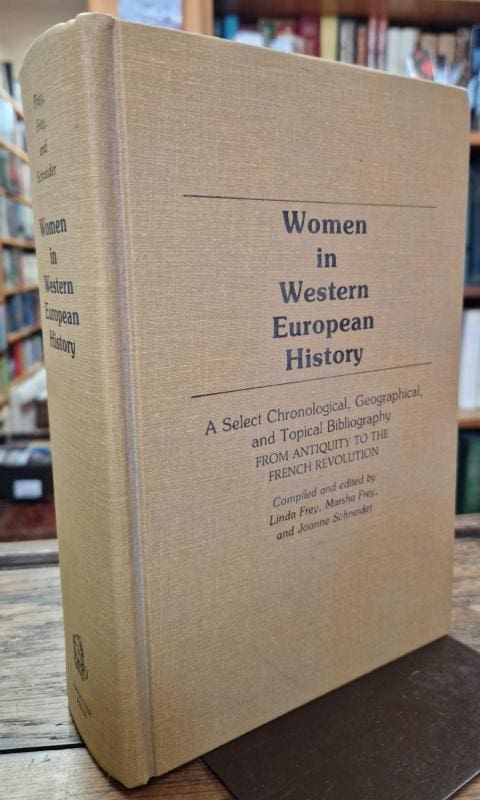 Frey,
Frey,
and
Schneider
Women
in
Western
European
History
Women
in
Western
European
History
A Select Chronological, Geographical,
and Topical Bibliography
FROM ANTIQUITY TO THE
FRENCH REVOLUTION
Compiled and edited by
Linda Frey, Marsha Frey,
and Joanne Schneider